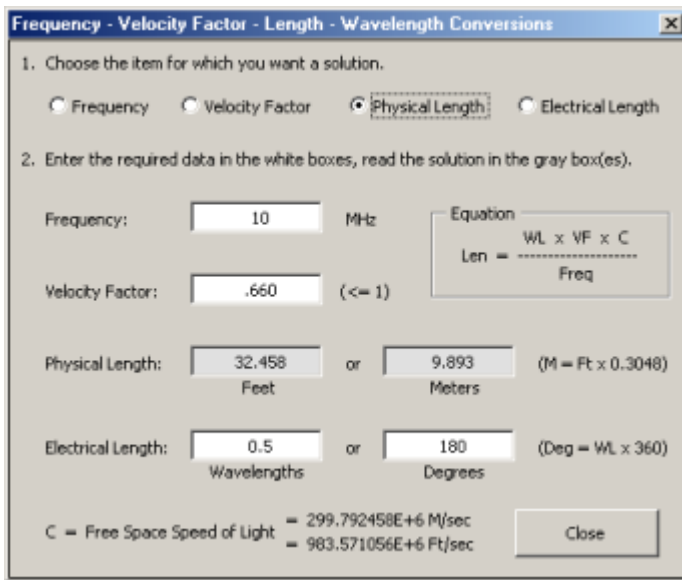 Frequency - Velocity Factor - Length - Wavelength Conversions
1. Choose the item for which you want a solution.
Frequency Velocity Factor Physical Length Electrical Length
2. Enter the required data in the white boxes, read the solution in the gray box(es).
Equation
Frequency: 10 MHz
WL x VF x C
Len = --------------------
Freq
Velocity Factor: .660 (<= 1)
Physical Length: 32.458 or 9.893 (M = Ft x 0.3048)
Feet Meters
Electrical Length: 0.5 or 180 (Deg = WL x 360)
Wavelengths Degrees
C = Free Space Speed of Light = 299.792458E+6 M/sec
= 983.571056E+6 Ft/sec
Close